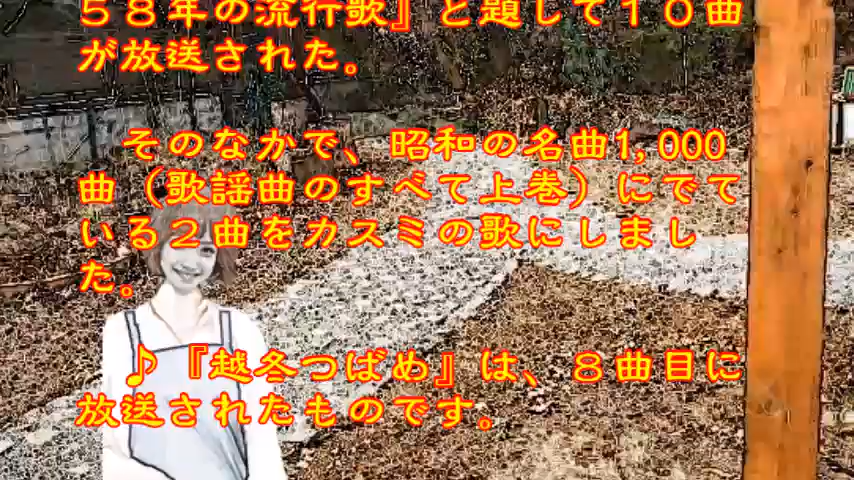 ５８年の流行歌』と題して１０曲
が放送された。
そのなかで、昭和の名曲1,000
曲（歌謡曲のすべて上巻）にでて
いる２曲をカスミの歌にしまし
た。
♪『越冬つばめ』は、８曲目に
放送されたものです。